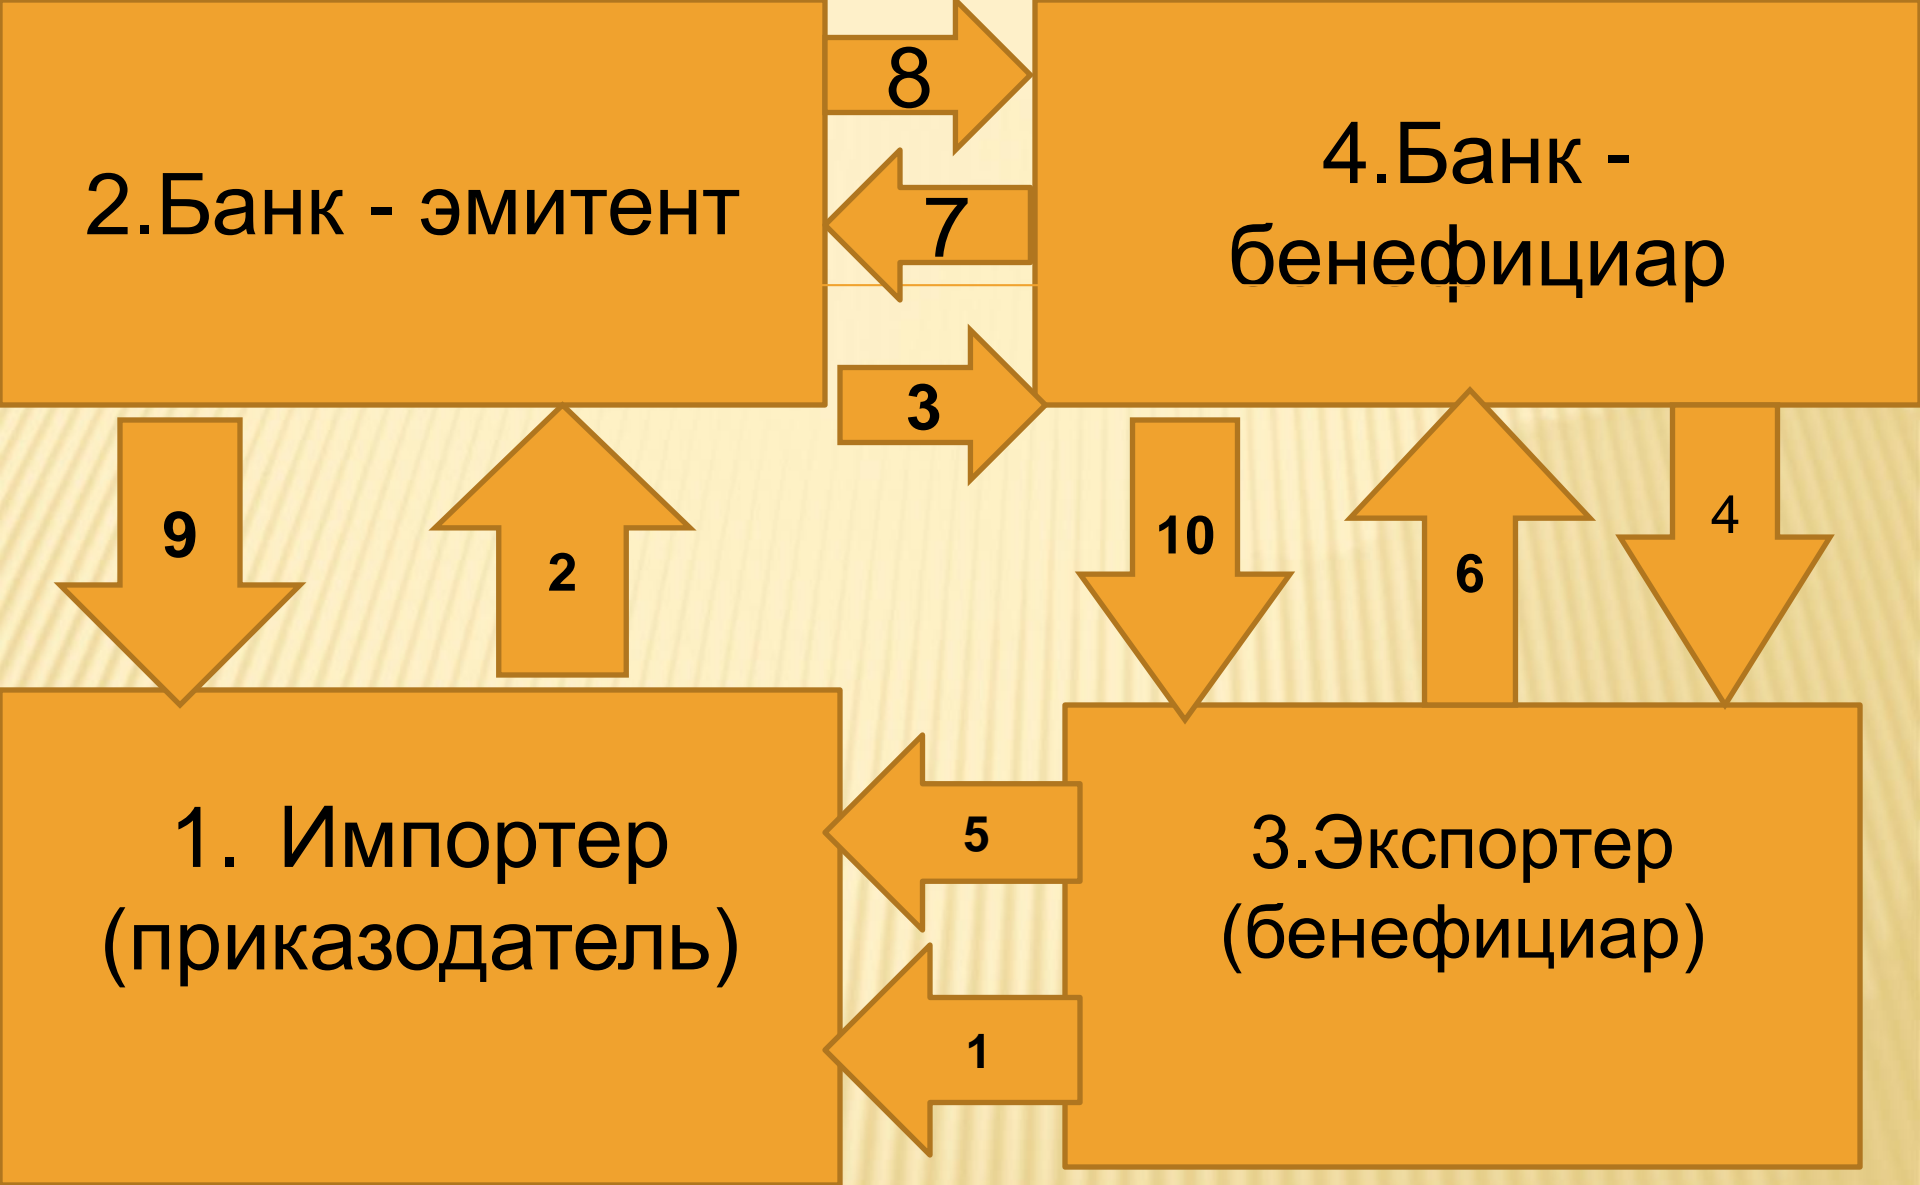 8
2.Банк - эмитент
7
4.Банк -
бенефициар
3
9
2
10
6
4
1. Импортер
(приказодатель)
5
3.Экспортер
(бенефициар)
1